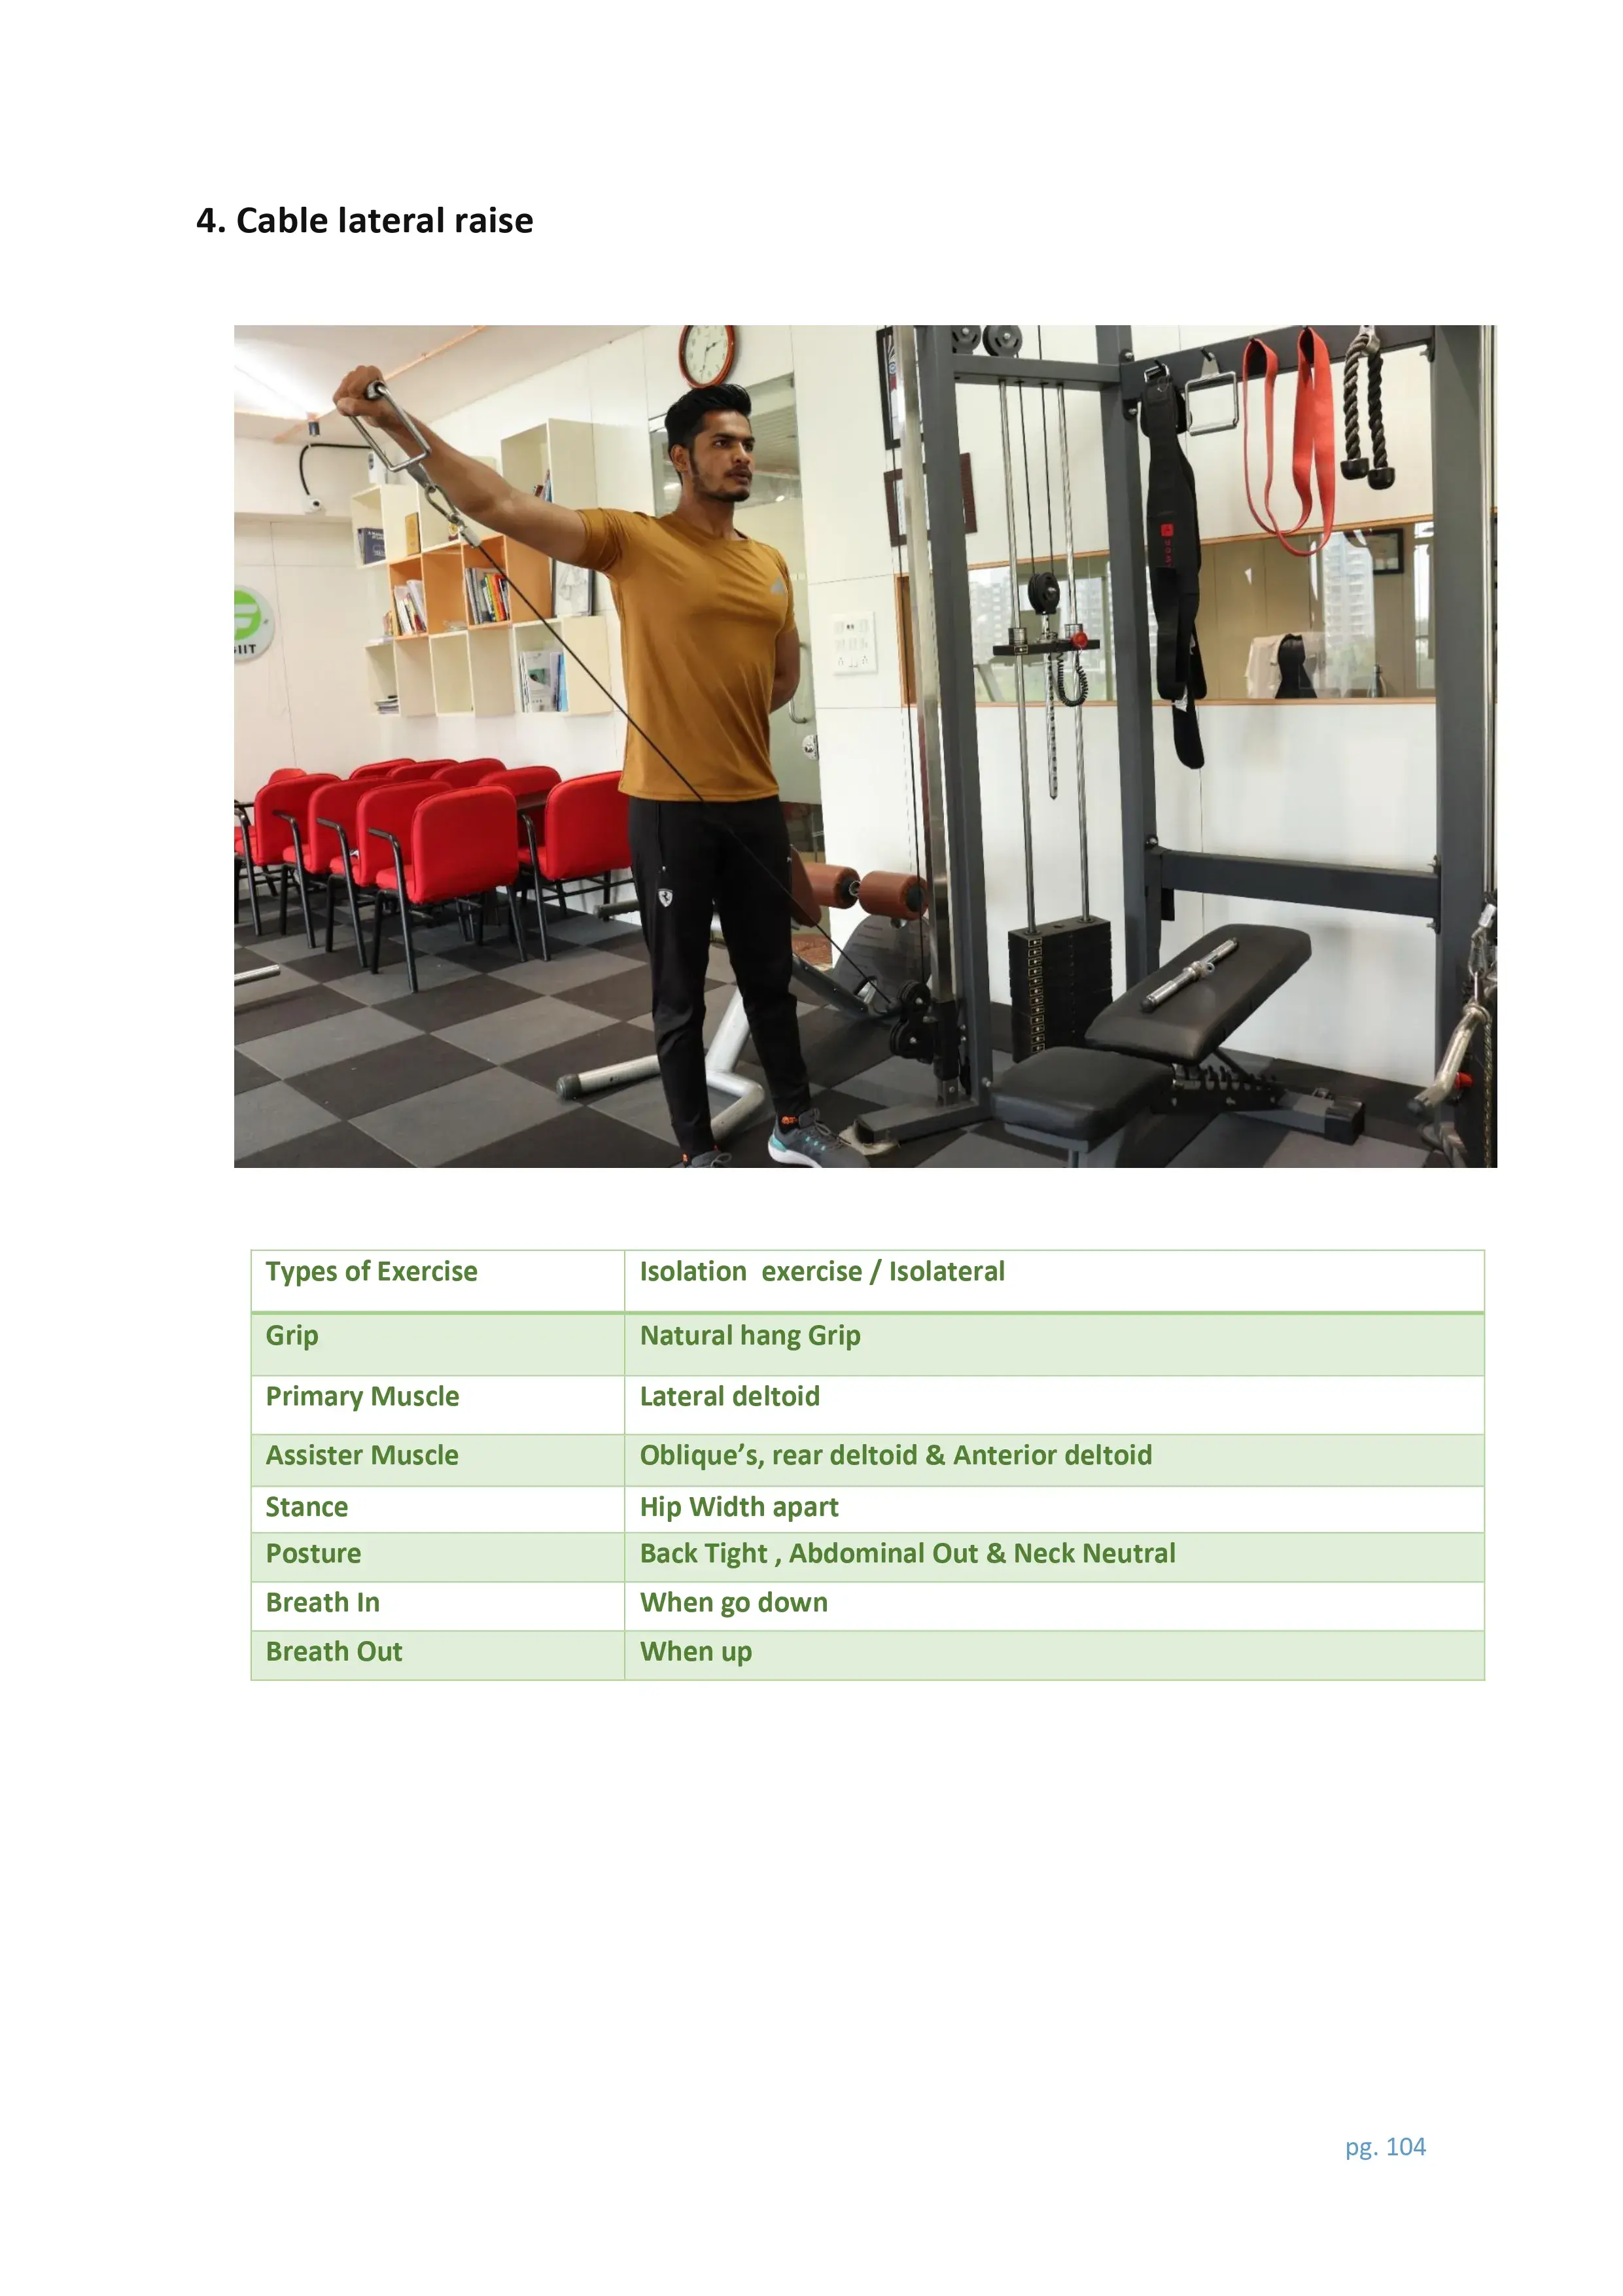 4. Cable lateral raise
IIT
Types of Exercise Isolation exercise / Isolateral
Grip Natural hang Grip
Primary Muscle Lateral deltoid
Assister Muscle Oblique’s, rear deltoid & Anterior deltoid
Stance Hip Width apart
Posture Back Tight , Abdominal Out & Neck Neutral
Breath In When go down
Breath Out When up
pg. 104